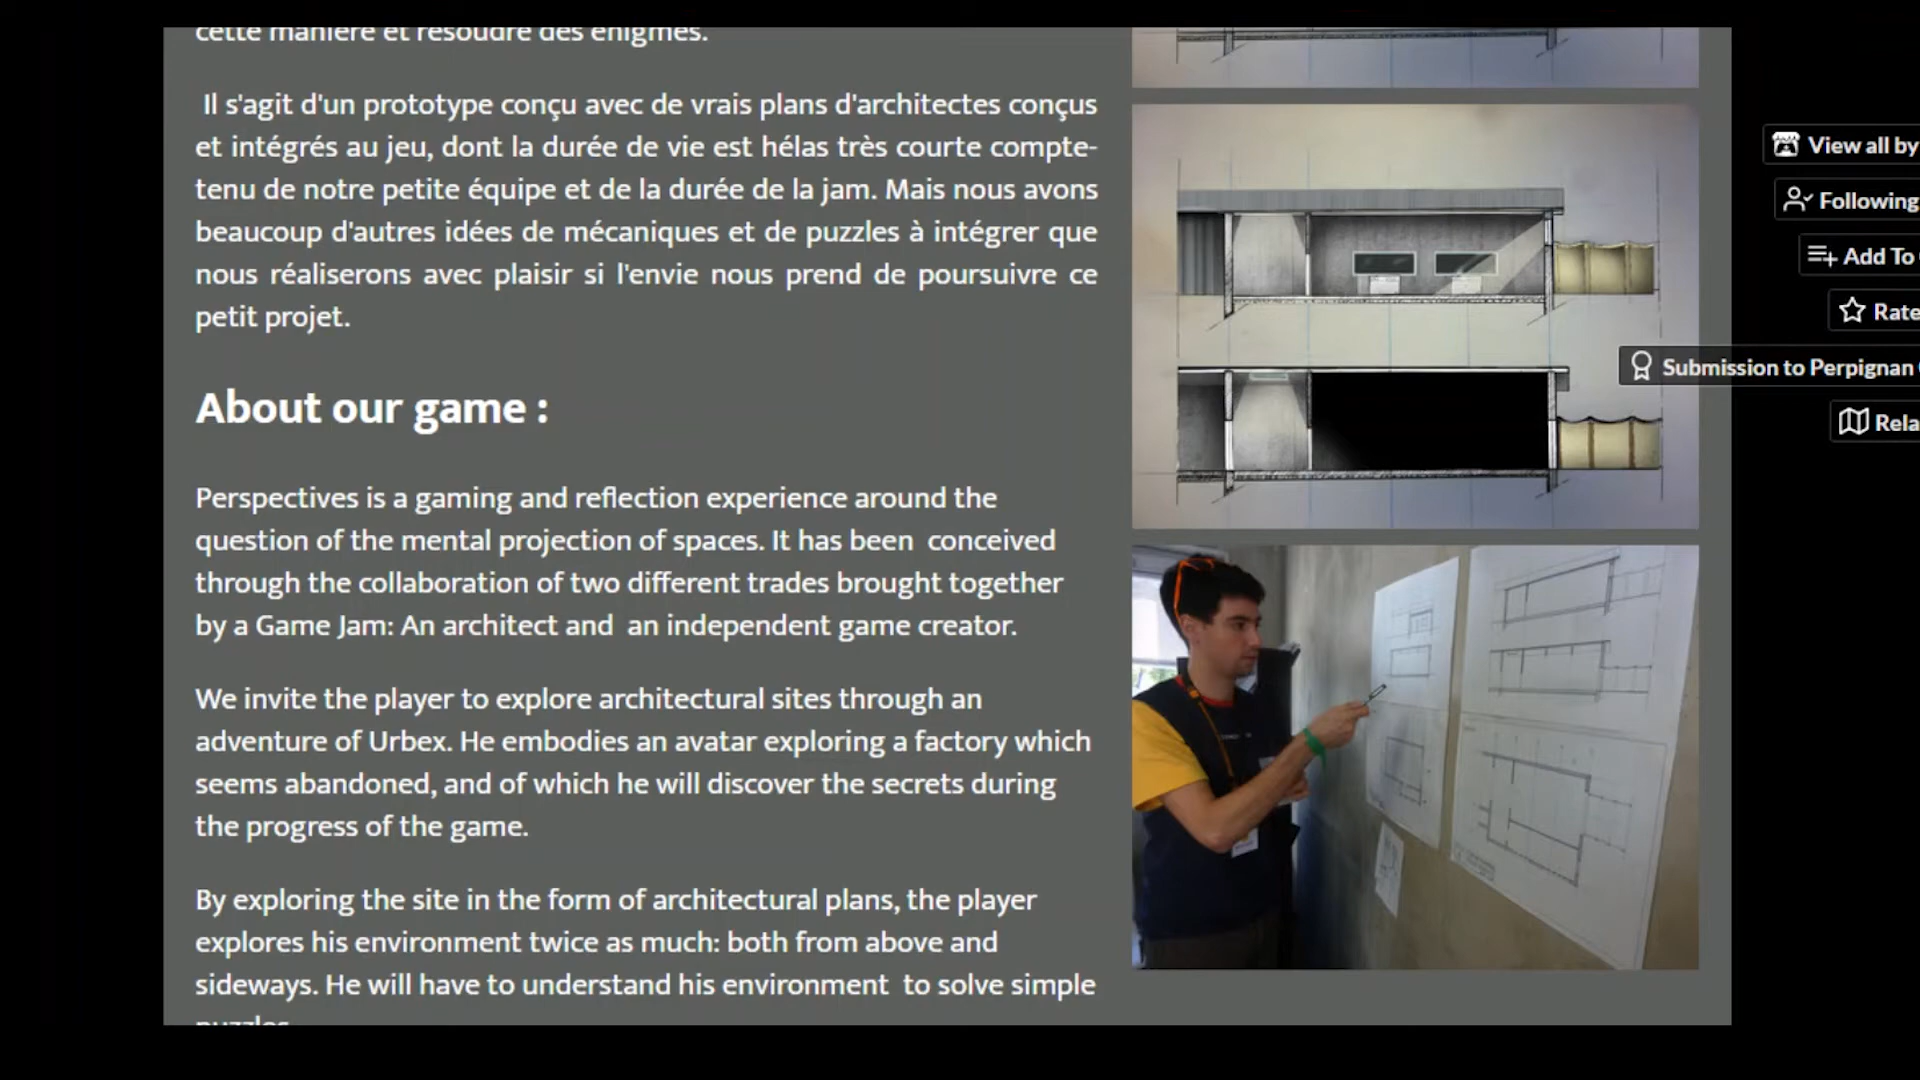 cette manière et résoudre des énigmes.
Il s'agit d'un prototype conçu avec de vrais plans d'architectes conçus
et intégrés au jeu, dont la durée de vie est hélas très courte compte-
tenu de notre petite équipe et de la durée de la jam. Mais nous avons
beaucoup d'autres idées de mécaniques et de puzzles à intégrer que
nous réaliserons avec plaisir si l'envie nous prend de poursuivre ce
petit projet.
About our game :
Perspectives is a gaming and reflection experience around the
question of the mental projection of spaces. It has been  conceived
through the collaboration of two different trades brought together
by a Game Jam: An architect and  an independent game creator.
We invite the player to explore architectural sites through an
adventure of Urbex. He embodies an avatar exploring a factory which
seems abandoned, and of which he will discover the secrets during
the progress of the game.
By exploring the site in the form of architectural plans, the player
explores his environment twice as much: both from above and
sideways. He will have to understand his environment  to solve simple
puzzles
View all by
Following
Add To
Rate
Submission to Perpignan
Rela